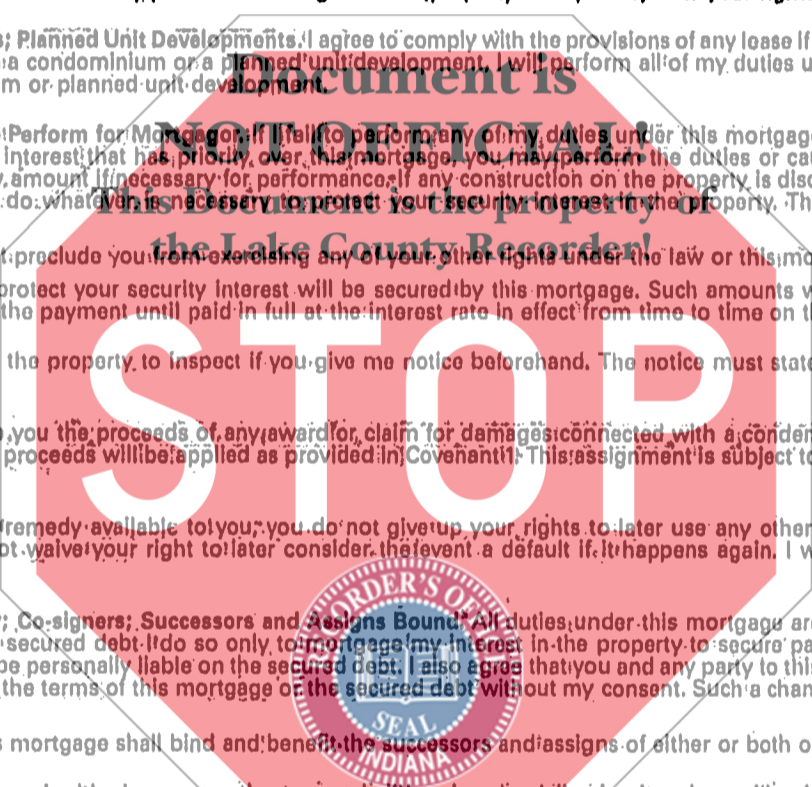 ; Planned Unit Developments. I agree to comply with the provisions of any lease if
a condominium or a planned unit development. I will perform all of my duties u
m or planned unit development.
Document is
Perform for Mortgagor. If I fail to perform any of my duties under this mortgag
NOT OFFICIAL!
interest that has priority over this mortgage, you may perform the duties or ca
amount if necessary for performance. If any construction on the property is disc
This Document is the property of
do whatever is necessary to protect your security interest in the property. Th
the Lake County Recorder!
t preclude you from exercising any of your other rights under the law or this mo
protect your security interest will be secured by this mortgage. Such amounts w
the payment until paid in full at the interest rate in effect from time to time on t
the property to inspect if you give me notice beforehand. The notice must state
STOP
you the proceeds of any award or claim for damages connected with a conden
proceeds will be applied as provided in Covenant 1. This assignment is subject to
remedy available to you, you do not give up your rights to later use any other
ot waive your right to later consider the event a default if it happens again. I w
RECORDER'S OFFICE
; Co-signers; Successors and Assigns Bound. All duties under this mortgage ar
secured debt I do so only to mortgage my interest in the property to secure pa
be personally liable on the secured debt. I also agree that you and any party to this
the terms of this mortgage or the secured debt without my consent. Such a chan
SEAL
s mortgage shall bind and benefit the successors and assigns of either or both o
INDIANA